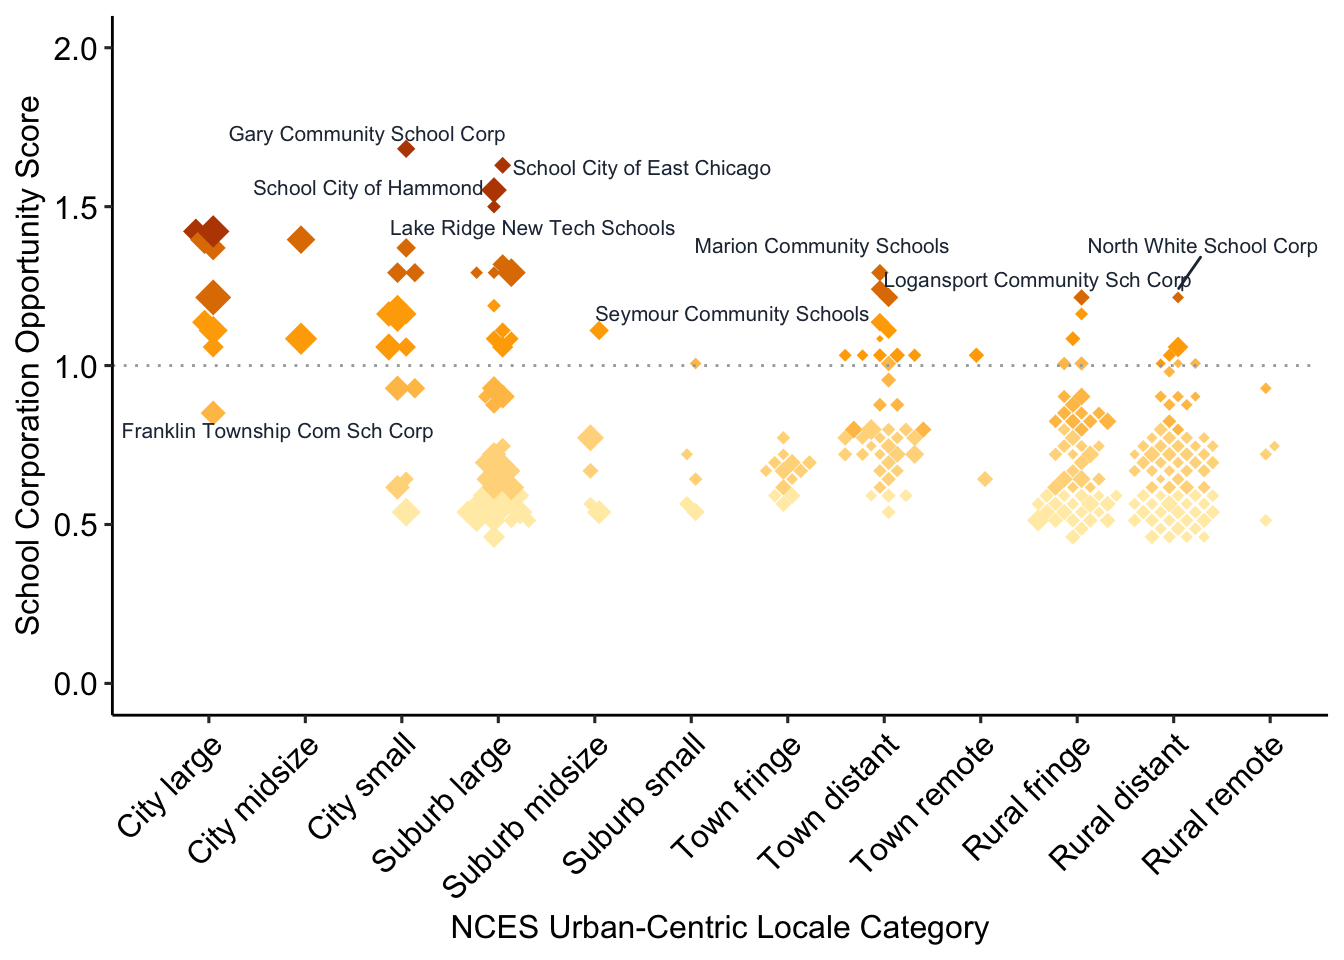 2.0
1.5
1.0
0.5
0.0
School Corporation Opportunity Score
Gary Community School Corp
School City of East Chicago
School City of Hammond
Lake Ridge New Tech Schools
Marion Community Schools
North White School Corp
Logansport Community Sch Corp
Seymour Community Schools
Franklin Township Com Sch Corp
City large
City midsize
City small
Suburb large
Suburb midsize
Suburb small
Town fringe
Town distant
Town remote
Rural fringe
Rural distant
Rural remote
NCES Urban-Centric Locale Category